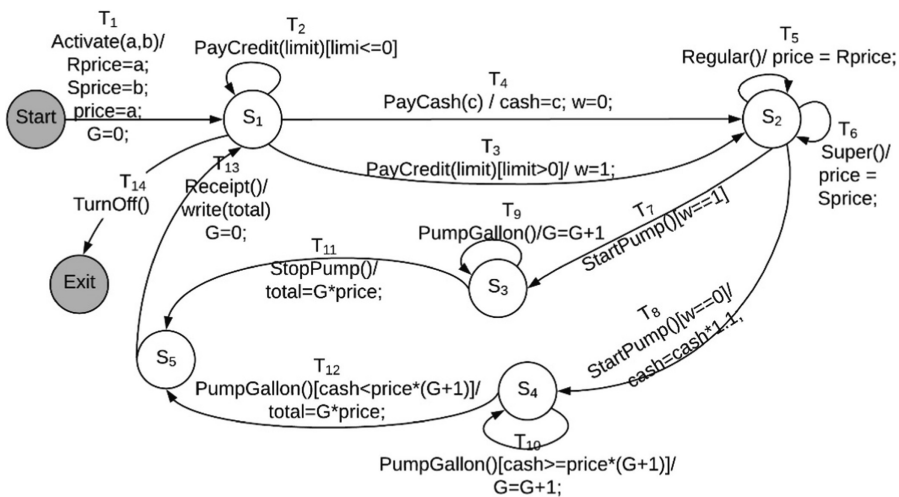 T1
Activate(a,b)/
Rprice=a;
Sprice=b;
price=a;
G=0;
Start
T2
PayCredit(limit)[limi<=0]
S1
T4
PayCash(c) / cash=c; w=0;
T3
PayCredit(limit)[limit>0]/ w=1;
T5
Regular()/ price = Rprice;
S2
T6
Super()/
price =
Sprice;
T14
TurnOff()
Exit
T13
Receipt()/
write(total)
G=0;
T7
StartPump()[w==1]
T9
PumpGallon()/G=G+1
S3
T11
StopPump()/
total=G*price;
T8
StartPump()[w==0]/
cash=cash*1.1;
S5
T12
PumpGallon()[cash<price*(G+1)]/
total=G*price;
S4
T10
PumpGallon()[cash>=price*(G+1)]/
G=G+1;